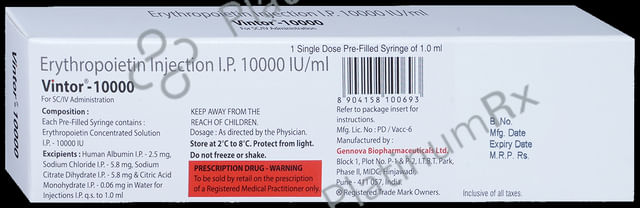 Erythropoietin Injection I.P. 10000 IU/ml
Vintor®-10000
For SC/IV Administration
1 Single Dose Pre-Filled Syringe of 1.0 ml
Vintor® 10000
Erythropoietin Injection I.P. 10000 IU/ml
Vintor®-10000
For SC/IV Administration
Composition :
Each Pre-Filled Syringe contains :
Erythropoietin Concentrated Solution
I.P. - 10000 IU
Excipients : Human Albumin I.P. - 2.5 mg,
Sodium Chloride I.P. - 5.8 mg, Sodium
Citrate Dihydrate I.P. - 5.8 mg & Citric Acid
Monohydrate I.P. - 0.06 mg in Water for
Injections I.P. q.s. to 1.0 ml
KEEP AWAY FROM THE
REACH OF CHILDREN.
Dosage : As directed by the Physician.
Store at 2°C to 8°C. Protect from light.
Do not freeze or shake.
PRESCRIPTION DRUG - WARNING
To be sold by retail on the prescription
of a Registered Medical Practitioner only.
8 904158 100693
Refer to package insert for
instructions.
Mfg. Lic. No : PD / Vacc-6
Manufactured by :
Gennova Biopharmaceuticals Ltd.
Block 1, Plot No. P-1 & P-2, I.T.B.T. Park,
Phase II, MIDC, Hinjawadi,
Pune - 411 057, India.
® Registered Trade Mark Owners.
B. No.
Mfg. Date
Expiry Date
M.R.P. Rs.
Inclusive of all taxes.
PlatinumRx